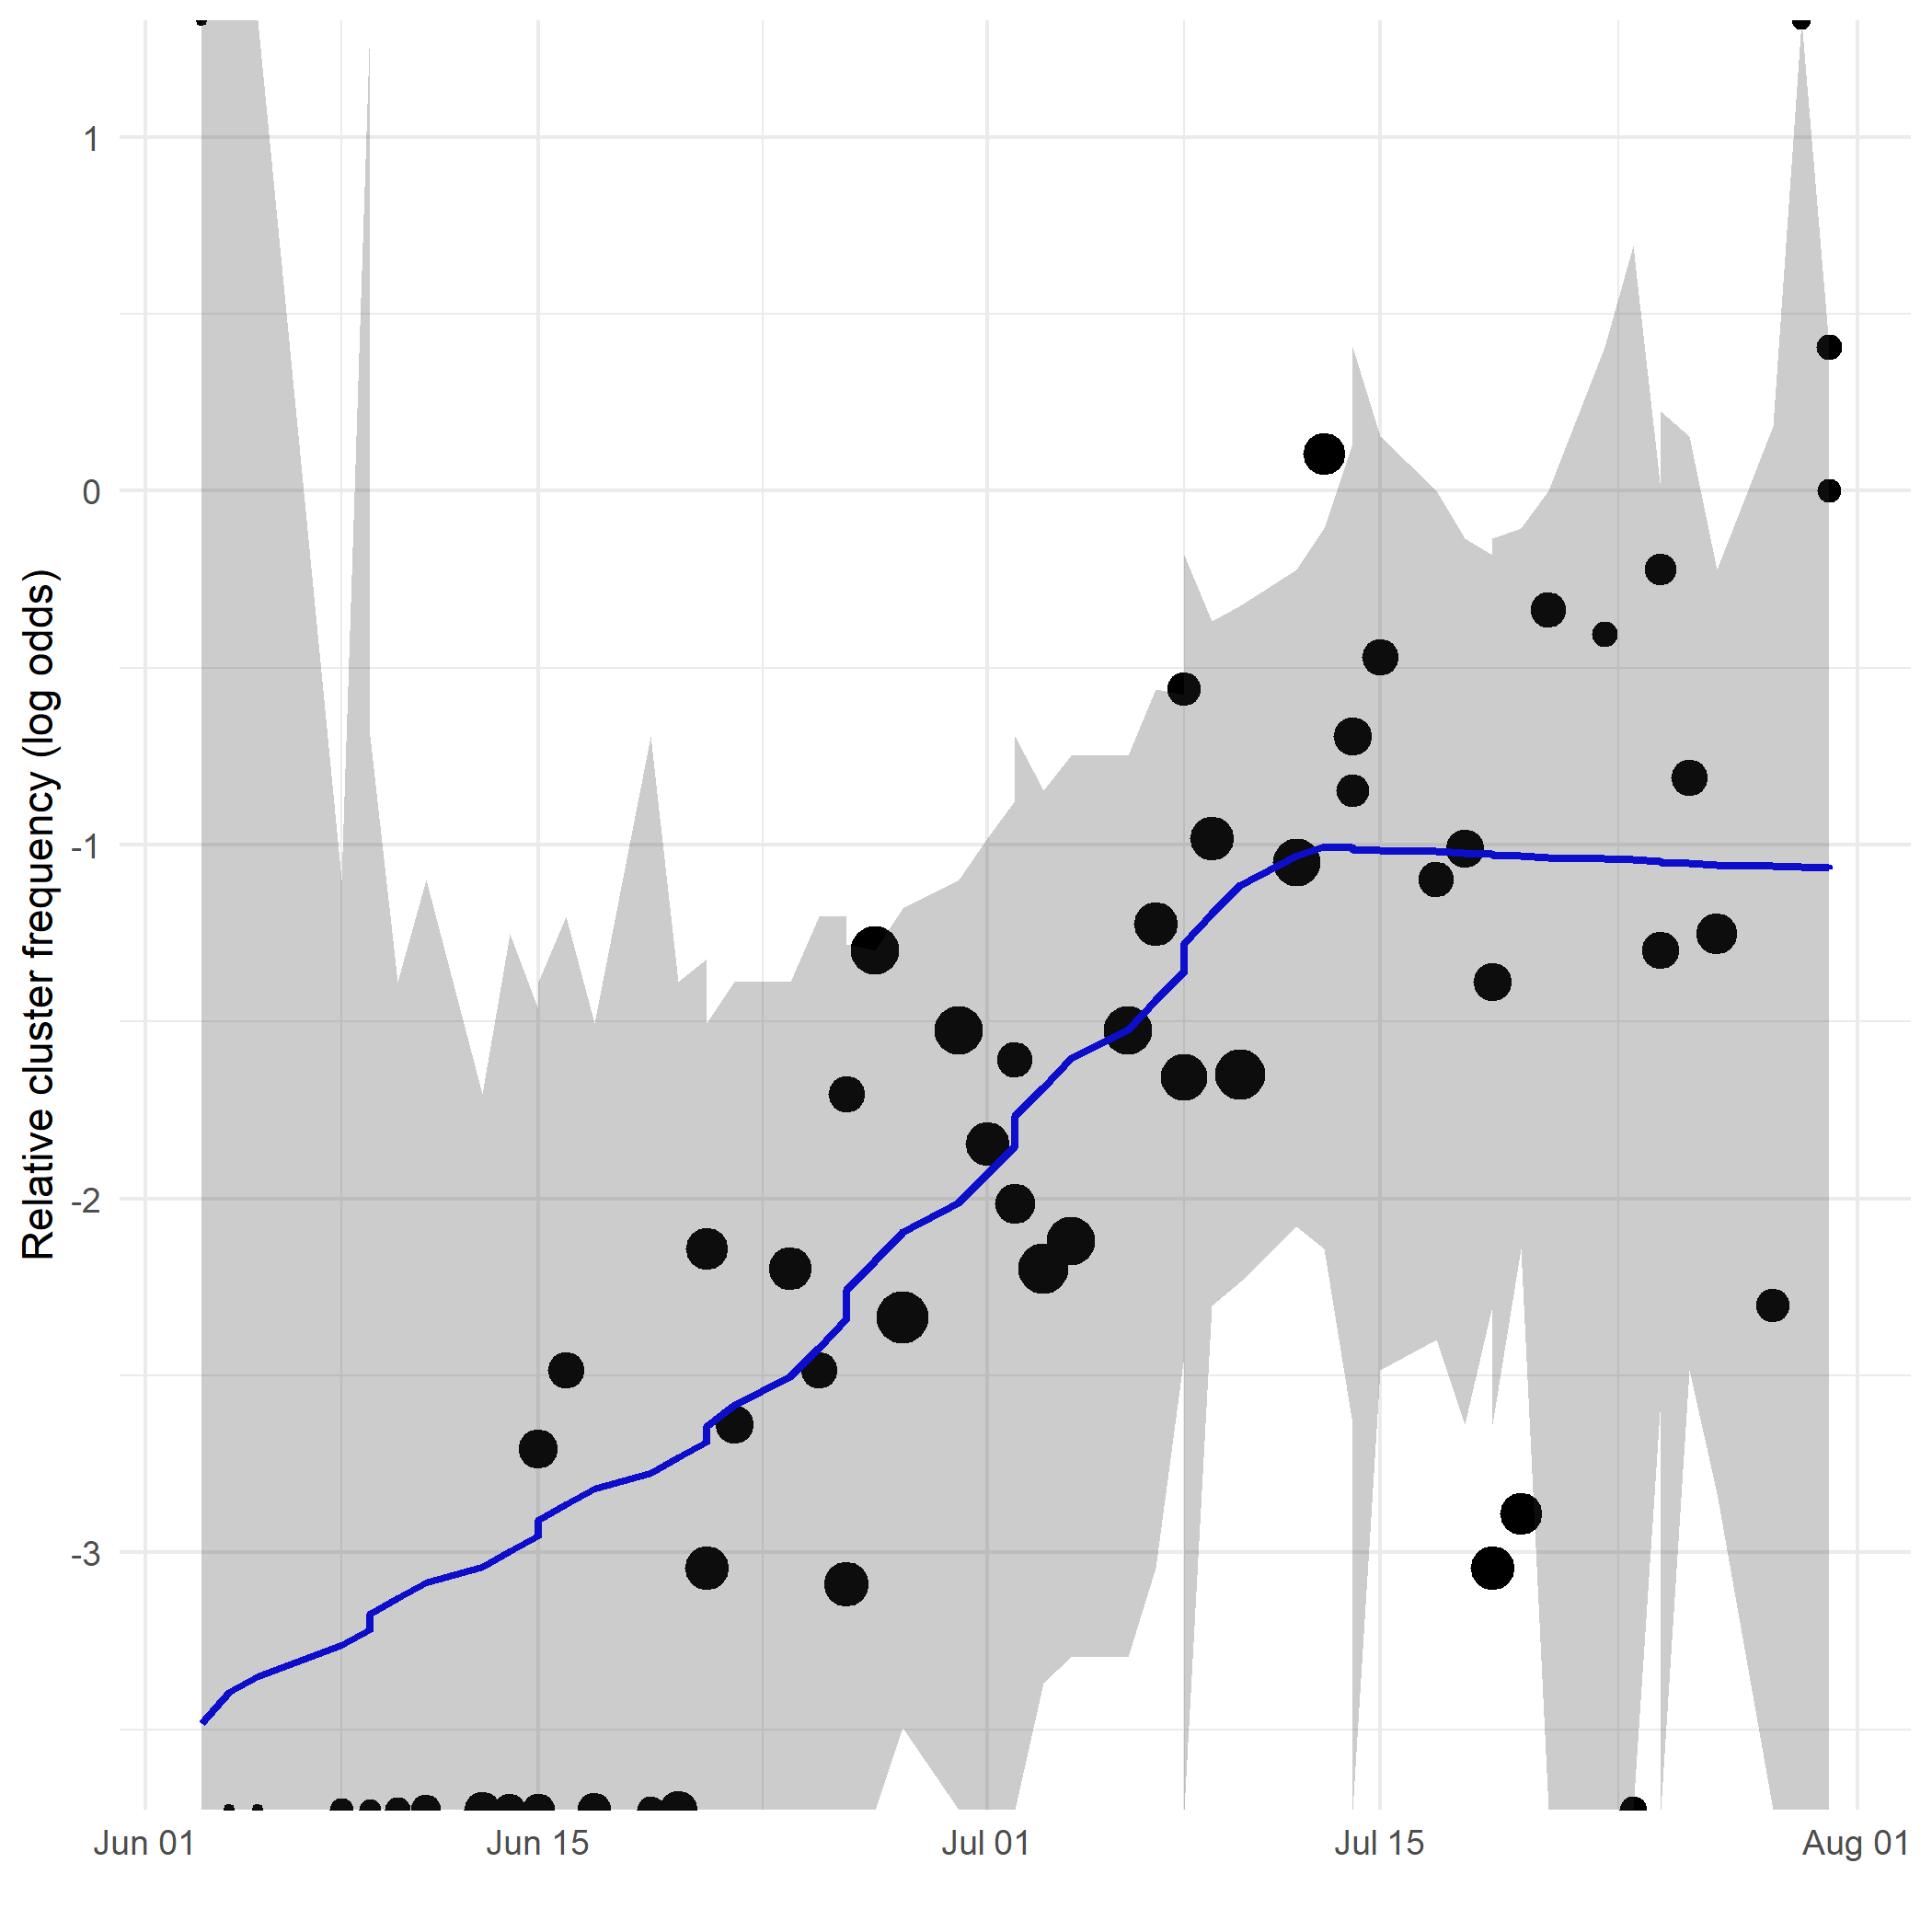 Relative cluster frequency (log odds)
1
0
-1
-2
-3
Jun 01
Jun 15
Jul 01
Jul 15
Aug 01